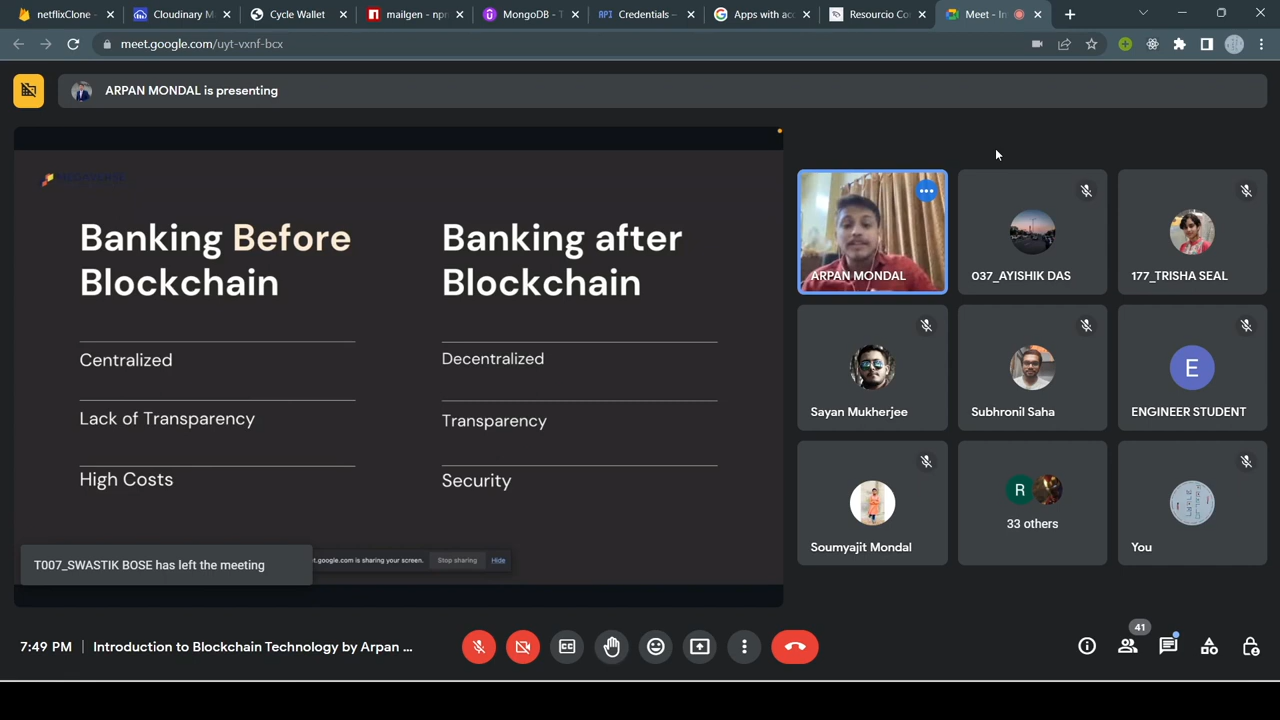 netflixClone -
Cloudinary M
Cycle Wallet
mailgen - np
MongoDB - T
API
Credentials –
Apps with ac
Resourcio Co
Meet - In
meet.google.com/uyt-vxnf-bcx
ARPAN MONDAL is presenting
Banking Before
Blockchain
Banking after
Blockchain
Centralized
Decentralized
Lack of Transparency
Transparency
High Costs
Security
T007_SWASTIK BOSE has left the meeting
et.google.com is sharing your screen.
Stop sharing
Hide
ARPAN MONDAL
037_AYISHIK DAS
177_TRISHA SEAL
Sayan Mukherjee
Subhronil Saha
E
ENGINEER STUDENT
Soumyajit Mondal
R
33 others
You
7:49 PM
Introduction to Blockchain Technology by Arpan ...
CC
41